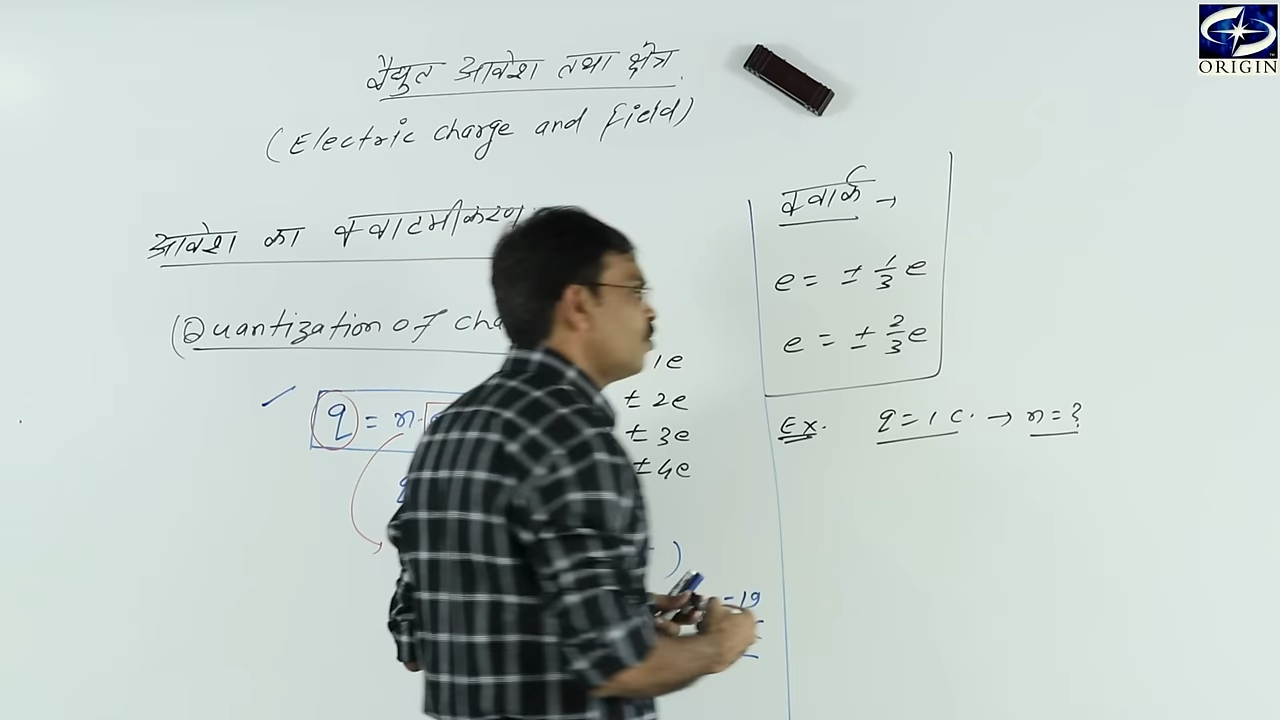 वैद्युत आवेश तथा क्षेत्र.
(Electric charge and field)
आवेश का क्वाटमीकरण
(Quantization of cha
q = n.
1e
± 2e
± 3e
± 4e
)
-19
क्वार्क →
e = ± 1/3 e
e = ± 2/3 e
Ex. q = 1 C. → n = ?
ORIGIN